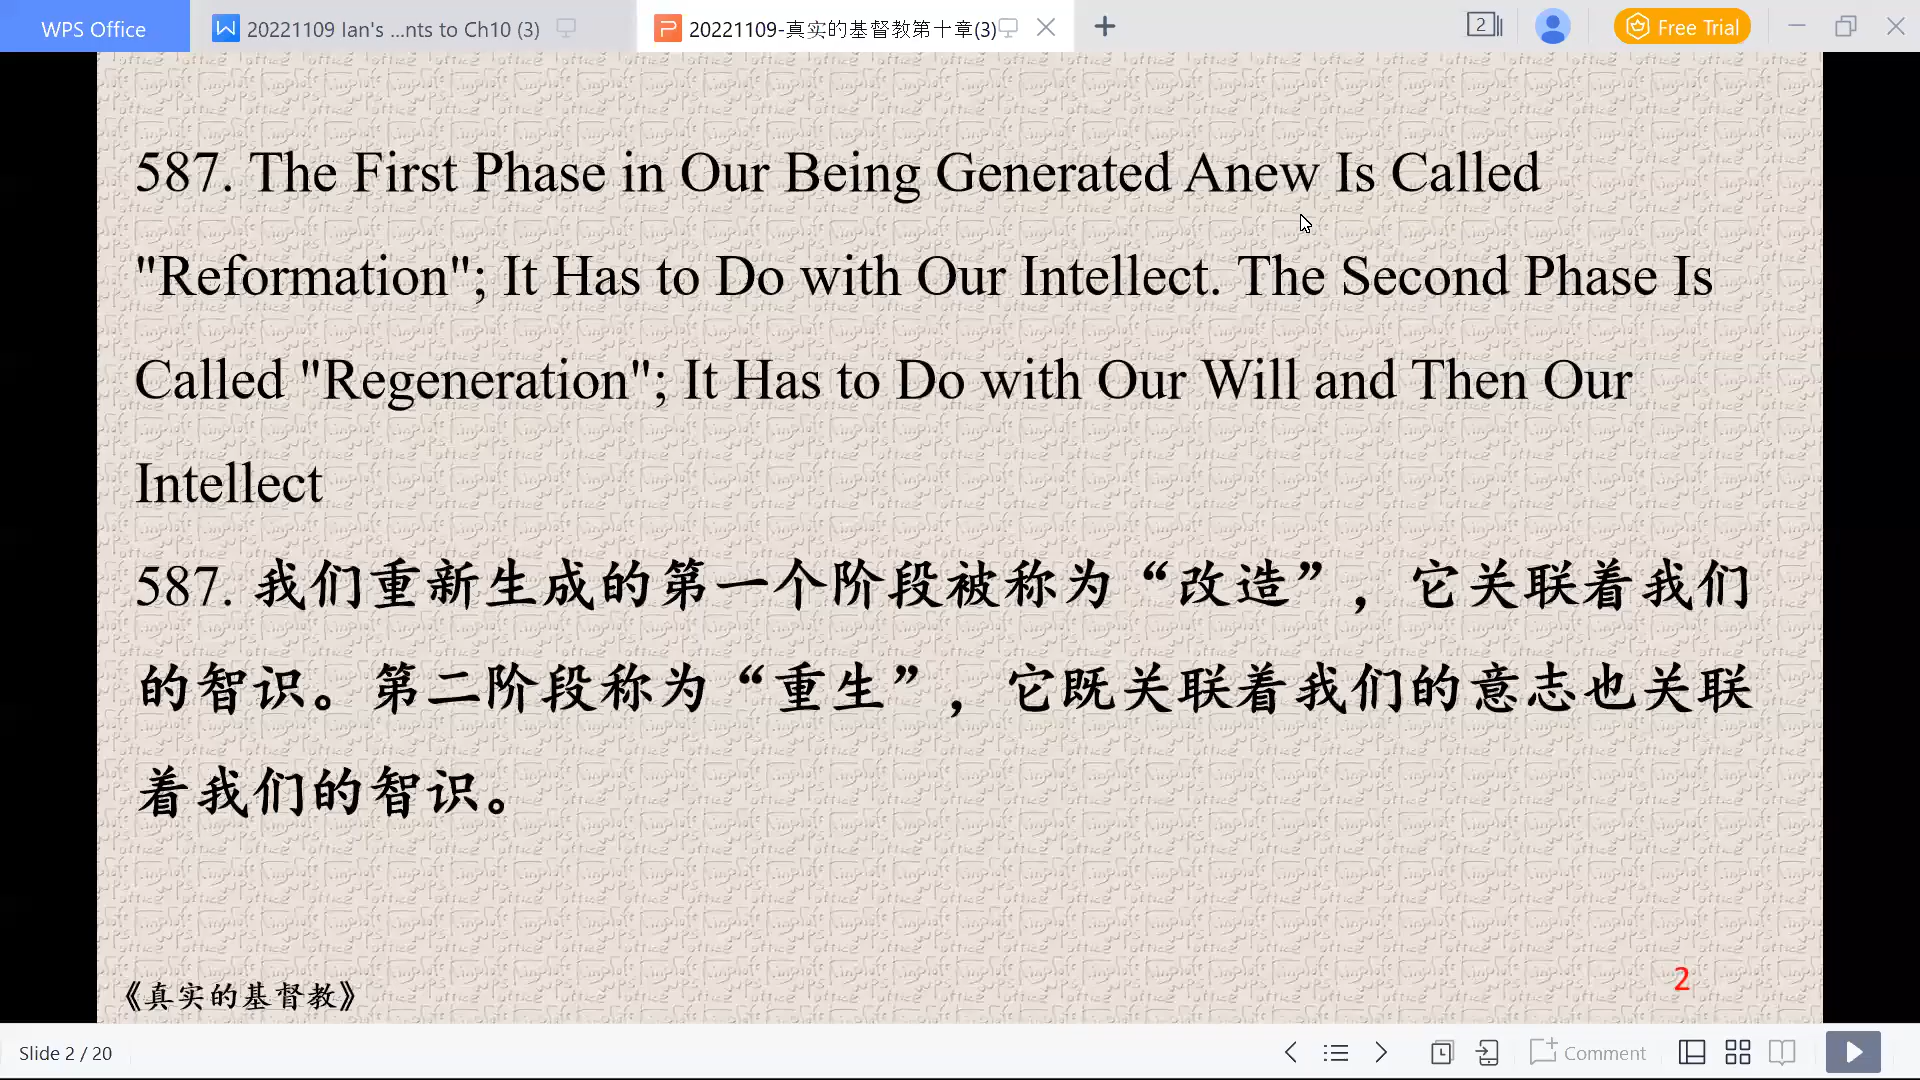 WPS Office
20221109 Ian's ...nts to Ch10 (3)
20221109-真实的基督教第十章(3)
2
Free Trial
587. The First Phase in Our Being Generated Anew Is Called
"Reformation"; It Has to Do with Our Intellect. The Second Phase Is
Called "Regeneration"; It Has to Do with Our Will and Then Our
Intellect
587. 我们重新生成的第一个阶段被称为“改造”，它关联着我们
的智识。第二阶段称为“重生”，它既关联着我们的意志也关联
着我们的智识。
《真实的基督教》
2
Slide 2 / 20
Comment